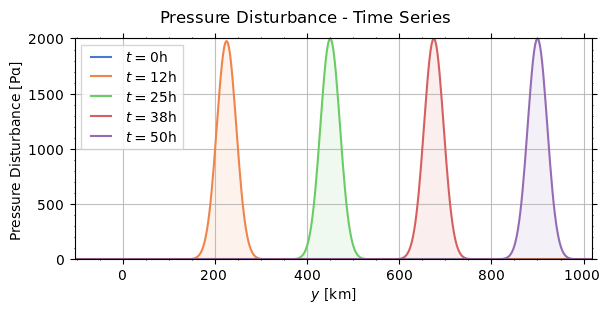 Pressure Disturbance - Time Series
Pressure Disturbance [Pa]
2000
1500
1000
500
0
t = 0h
t = 12h
t = 25h
t = 38h
t = 50h
0 200 400 600 800 1000
y [km]